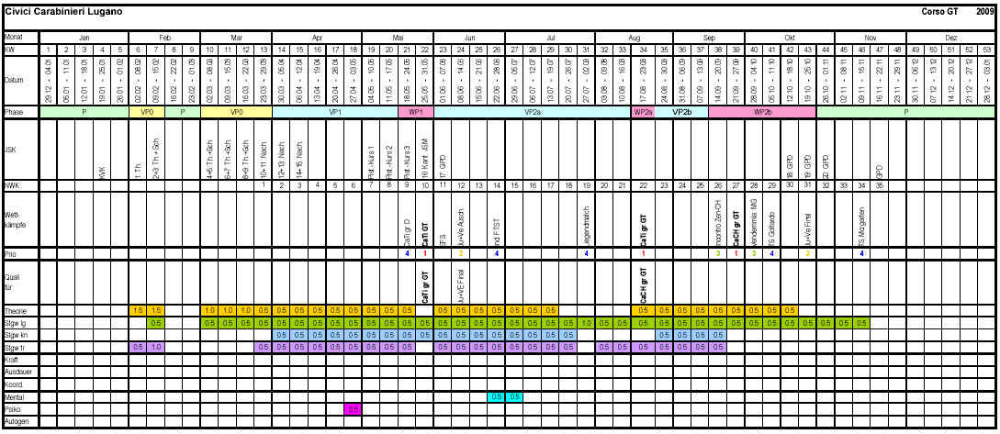 Civici Carabinieri Lugano Corso GT 2009
Monat Jan Feb Mar Apr Mai Jun Jul Aug Sep Okt Nov Dez
KW 1 2 3 4 5 6 7 8 9 10 11 12 13 14 15 16 17 18 19 20 21 22 23 24 25 26 27 28 29 30 31 32 33 34 35 36 37 38 39 40 41 42 43 44 45 46 47 48 49 50 51 52 53
Datum 29.12 - 04.01 05.01 - 11.01 12.01 - 18.01 19.01 - 25.01 26.01 - 01.02 02.02 - 08.02 09.02 - 15.02 16.02 - 22.02 23.02 - 01.03 02.03 - 08.03 09.03 - 15.03 16.03 - 22.03 23.03 - 29.03 30.03 - 05.04 06.04 - 12.04 13.04 - 19.04 20.04 - 26.04 27.04 - 03.05 04.05 - 10.05 11.05 - 17.05 18.05 - 24.05 25.05 - 31.05 01.06 - 07.06 08.06 - 14.06 15.06 - 21.06 22.06 - 28.06 29.06 - 05.07 06.07 - 12.07 13.07 - 19.07 20.07 - 26.07 27.07 - 02.08 03.08 - 09.08 10.08 - 16.08 17.08 - 23.08 24.08 - 30.08 31.08 - 06.09 07.09 - 13.09 14.09 - 20.09 21.09 - 27.09 28.09 - 04.10 05.10 - 11.10 12.10 - 18.10 19.10 - 25.10 26.10 - 01.11 02.11 - 08.11 09.11 - 15.11 16.11 - 22.11 23.11 - 29.11 30.11 - 06.12 07.12 - 13.12 14.12 - 20.12 21.12 - 27.12 28.12 - 03.01
Phase P VP0 P VP0 VP1 WP1 VP2a WP2a VP2b WP2b P
JSK KVK 1: Th. 2+3: Th.+Sch. 4+5: Th.+Sch. 6+7: Th.+Sch. 8+9: Th.+Sch. 10+11: Nach. 12+13: Nach. 14+15: Nach. Pist.-Kurs 1 Pist.-Kurs 2 Pist.-Kurs 3 16: Kant. JSM 17: GPD 18: GPD 19: GPD 20: GPD GPD
NWK 1 2 3 4 5 6 7 8 9 10 11 12 13 14 15 16 17 18 19 20 21 22 23 24 25 26 27 28 29 30 31 32 33 34 35
Wett-
kämpfe CaTi gr D CaTi GT EFS Ju+Ve Ausch. Ind. FTST CaTi gr GT Incontro Zen-CH CaCH gr GT Vendemmia: MG TS Gottardo Ju+Ve Final TS Morgarten
Prio 4 1 2 4 4 1 3 1 3 4 2 4
Quali
für CaTi gr GT Ju+VE Final CaCH gr GT
Theorie 1.5 1.5 1.0 1.0 1.0 0.5 0.5 0.5 0.5 0.5 0.5 0.5 0.5 0.5 0.5 0.5 0.5 0.5 0.5 0.5 0.5 0.5 0.5 0.5 0.5 0.5 0.5 0.5 0.5
Stgw lg 0.5 0.5 0.5 0.5 0.5 0.5 0.5 0.5 0.5 0.5 0.5 0.5 0.5 0.5 0.5 0.5 0.5 0.5 0.5 0.5 0.5 0.5 1.0 0.5 0.5 0.5 0.5 0.5 0.5 0.5 0.5 0.5 0.5 0.5 0.5 0.5 0.5 0.5
Stgw kn 0.5 0.5 0.5 0.5 0.5 0.5 0.5 0.5 0.5 0.5 0.5 0.5 0.5 0.5 0.5 0.5 0.5 0.5 0.5 0.5 0.5
Stgw tr 0.5 1.0 0.5 0.5 0.5 0.5 0.5 0.5 0.5 0.5 0.5 0.5 0.5 0.5 0.5 0.5 0.5 0.5 0.5 0.5 0.5 0.5 0.5 0.5 0.5 0.5
Kraft
Ausdauer
Koord.
Mental 0.5 0.5
Psiko. 0.5
Autogen.